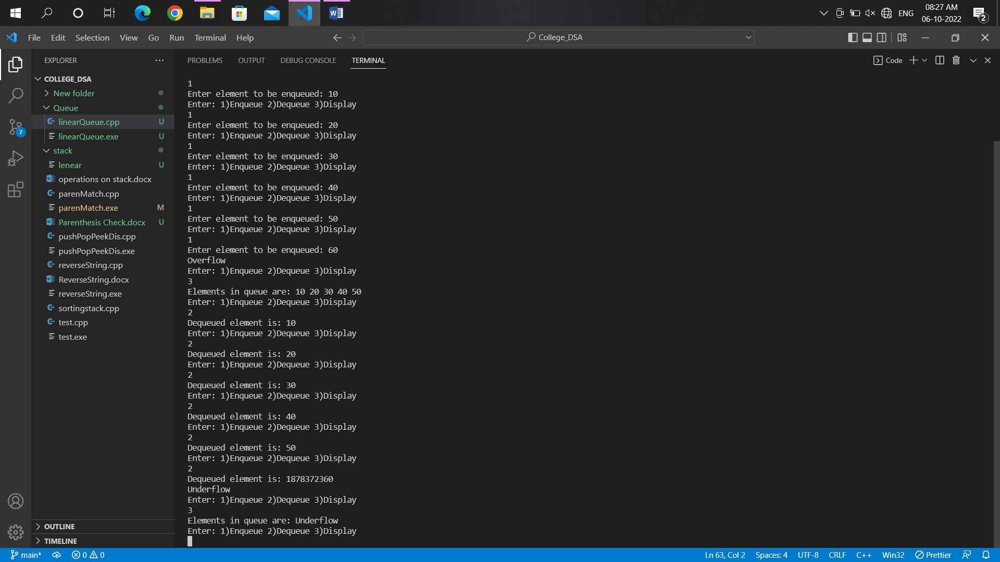 ENG
08:27 AM
06-10-2022
2
File Edit Selection View Go Run Terminal Help
College_DSA
EXPLORER
PROBLEMS OUTPUT DEBUG CONSOLE TERMINAL
Code
COLLEGE_DSA
New folder
Queue
linearQueue.cpp U
linearQueue.exe U
stack
lenear U
operations on stack.docx
parenMatch.cpp
parenMatch.exe M
Parenthesis Check.docx U
pushPopPeekDis.cpp
pushPopPeekDis.exe
reverseString.cpp
ReverseString.docx
reverseString.exe
sortingstack.cpp
test.cpp
test.exe
7
OUTLINE
TIMELINE
1
Enter element to be enqueued: 10
Enter: 1)Enqueue 2)Dequeue 3)Display
1
Enter element to be enqueued: 20
Enter: 1)Enqueue 2)Dequeue 3)Display
1
Enter element to be enqueued: 30
Enter: 1)Enqueue 2)Dequeue 3)Display
1
Enter element to be enqueued: 40
Enter: 1)Enqueue 2)Dequeue 3)Display
1
Enter element to be enqueued: 50
Enter: 1)Enqueue 2)Dequeue 3)Display
1
Enter element to be enqueued: 60
Overflow
Enter: 1)Enqueue 2)Dequeue 3)Display
3
Elements in queue are: 10 20 30 40 50
Enter: 1)Enqueue 2)Dequeue 3)Display
2
Dequeued element is: 10
Enter: 1)Enqueue 2)Dequeue 3)Display
2
Dequeued element is: 20
Enter: 1)Enqueue 2)Dequeue 3)Display
2
Dequeued element is: 30
Enter: 1)Enqueue 2)Dequeue 3)Display
2
Dequeued element is: 40
Enter: 1)Enqueue 2)Dequeue 3)Display
2
Dequeued element is: 50
Enter: 1)Enqueue 2)Dequeue 3)Display
2
Dequeued element is: 1878372360
Underflow
Enter: 1)Enqueue 2)Dequeue 3)Display
3
Elements in queue are: Underflow
Enter: 1)Enqueue 2)Dequeue 3)Display
main* 0 0 Ln 63, Col 2 Spaces: 4 UTF-8 CRLF C++ Win32 Prettier